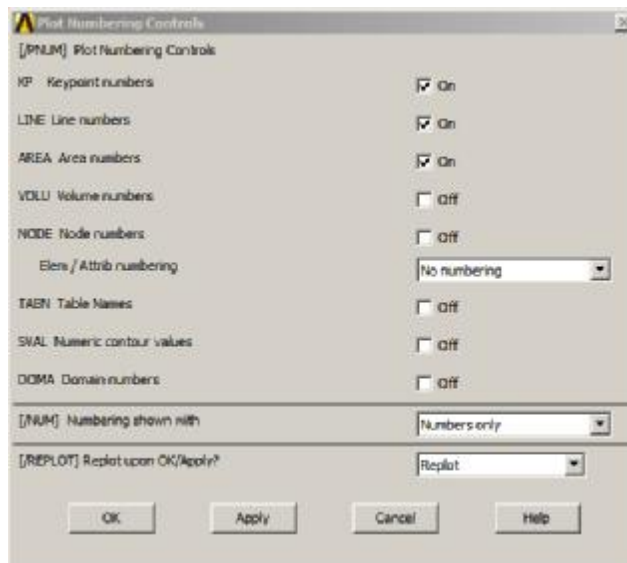 Plot Numbering Controls
[/PNUM] Plot Numbering Controls
KP Keypoint numbers On
LINE Line numbers On
AREA Area numbers On
VOLU Volume numbers Off
NODE Node numbers Off
Elem / Attrib numbering No numbering
TABN Table Names Off
SVAL Numeric contour values Off
DOMA Domain numbers Off
[/NUM] Numbering shown with Numbers only
[/REPLOT] Replot upon OK/Apply? Replot
OK Apply Cancel Help